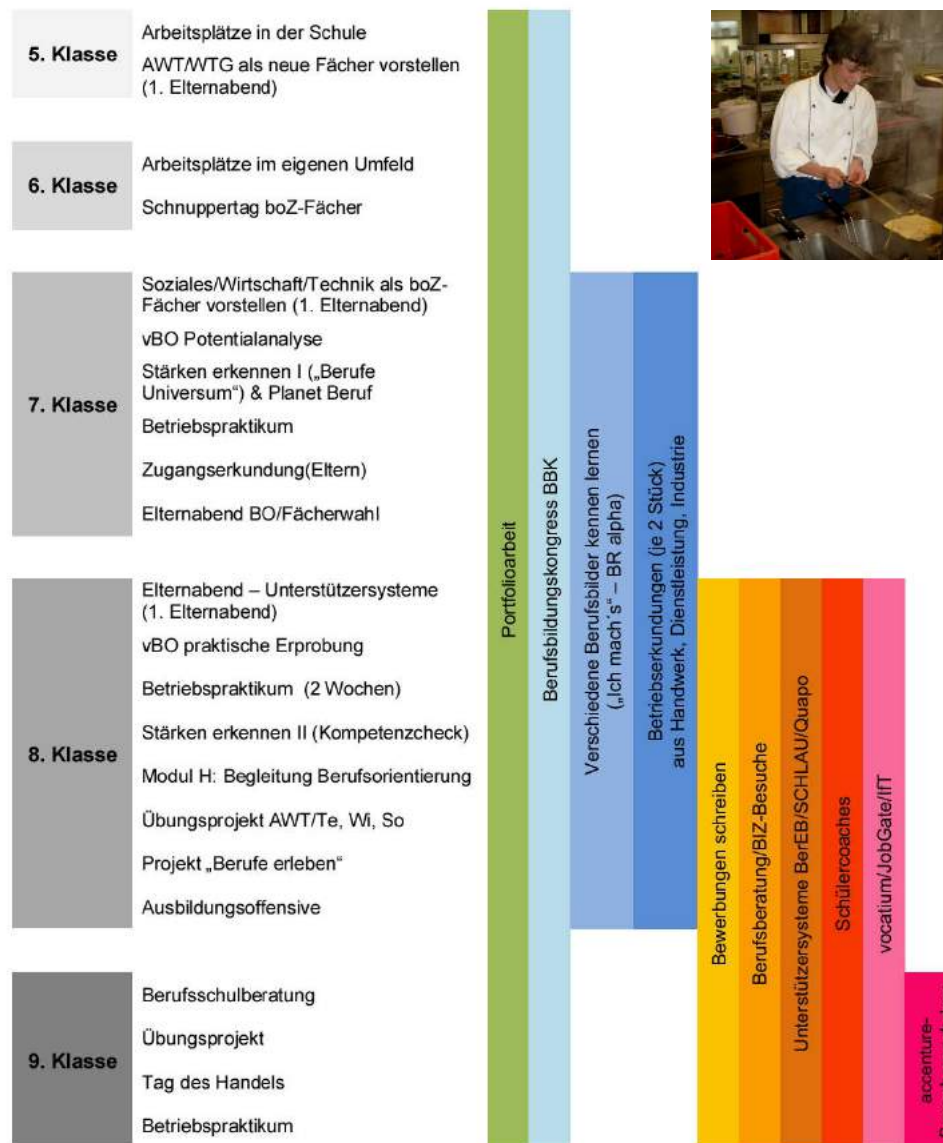 5. Klasse
Arbeitsplätze in der Schule
AWT/WTG als neue Fächer vorstellen
(1. Elternabend)
6. Klasse
Arbeitsplätze im eigenen Umfeld
Schnuppertag boZ-Fächer
7. Klasse
Soziales/Wirtschaft/Technik als boZ-
Fächer vorstellen (1. Elternabend)
vBO Potentialanalyse
Stärken erkennen I („Berufe
Universum“) & Planet Beruf
Betriebspraktikum
Zugangserkundung(Eltern)
Elternabend BO/Fächerwahl
8. Klasse
Elternabend – Unterstützersysteme
(1. Elternabend)
vBO praktische Erprobung
Betriebspraktikum (2 Wochen)
Stärken erkennen II (Kompetenzcheck)
Modul H: Begleitung Berufsorientierung
Übungsprojekt AWT/Te, Wi, So
Projekt „Berufe erleben“
Ausbildungsoffensive
9. Klasse
Berufsschulberatung
Übungsprojekt
Tag des Handels
Betriebspraktikum
Portfolioarbeit
Berufsbildungskongress BBK
Verschiedene Berufsbilder kennen lernen
(„Ich mach´s“ – BR alpha)
Betriebserkundungen (je 2 Stück)
aus Handwerk, Dienstleistung, Industrie
Bewerbungen schreiben
Berufsberatung/BIZ-Besuche
Unterstützersysteme BerEB/SCHLAU/Quapo
Schülercoaches
vocatium/JobGate/IfT
accenture-